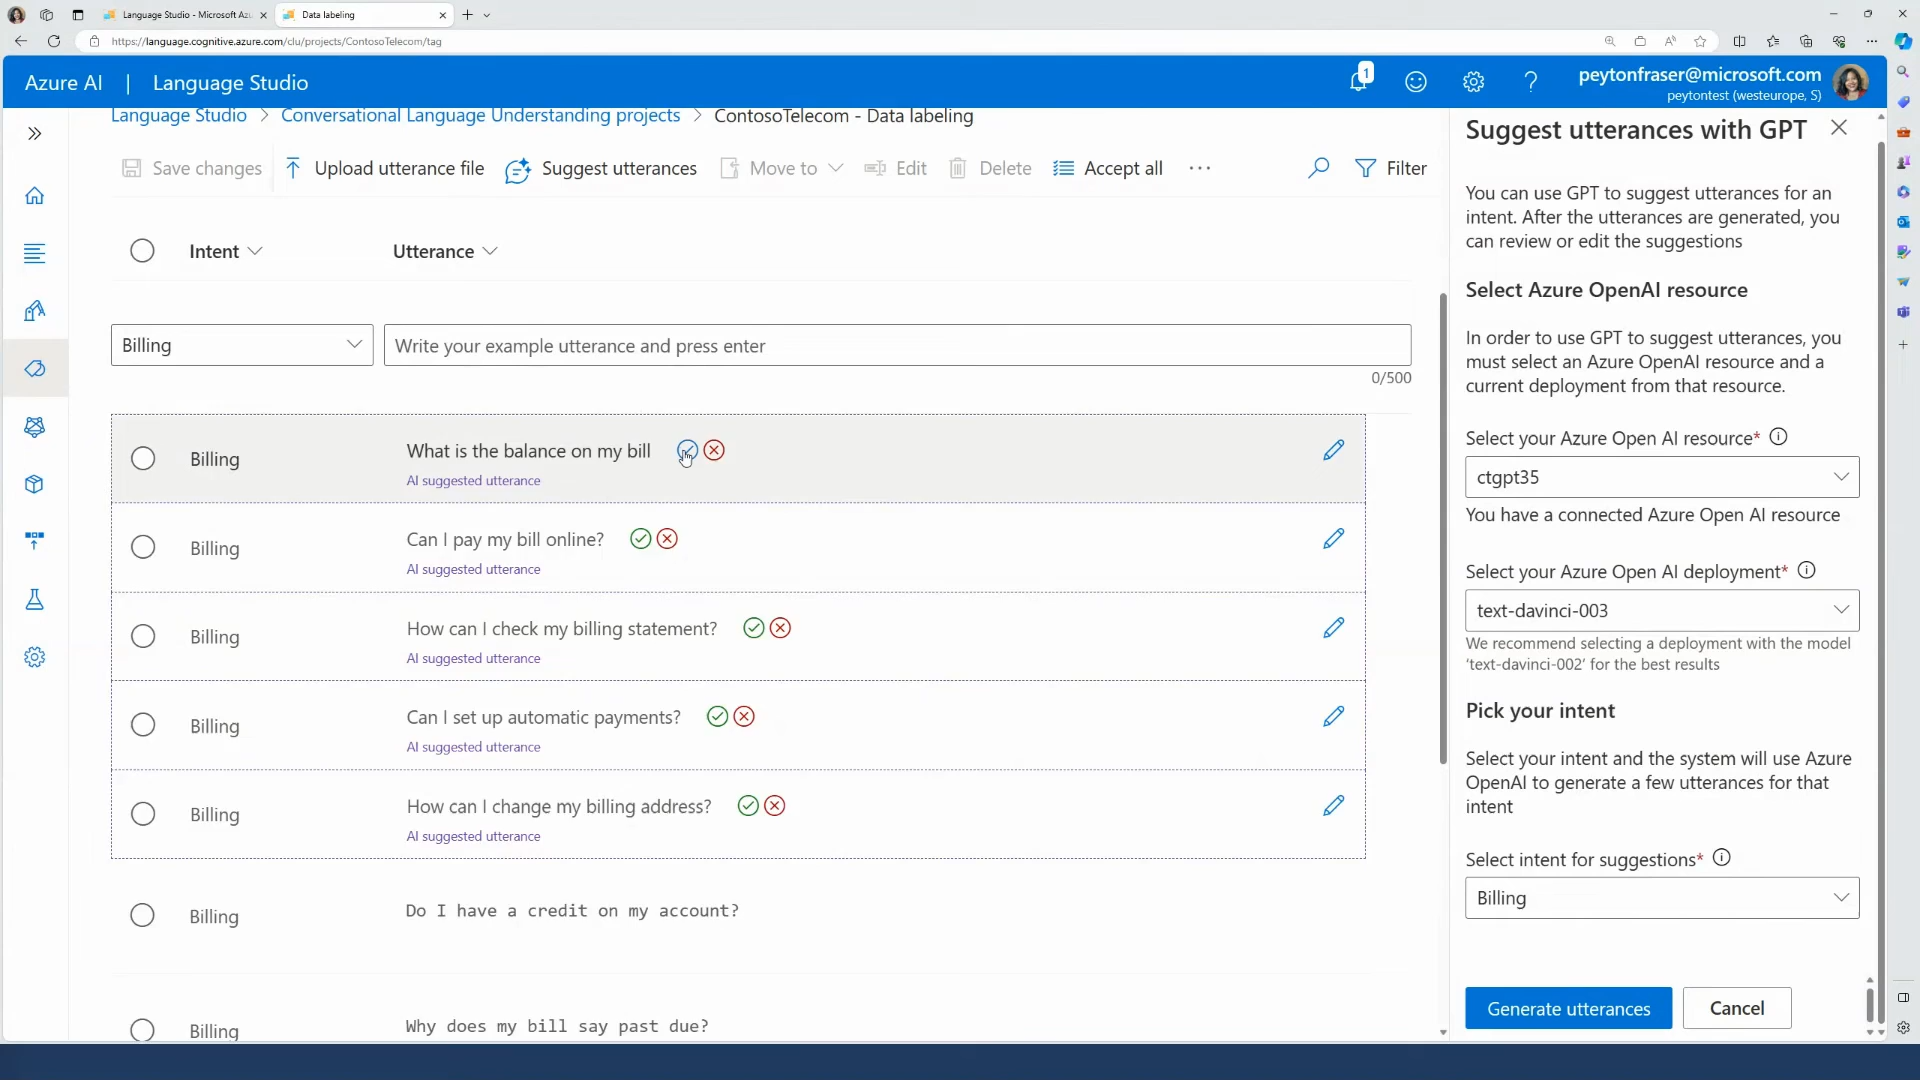 Language Studio - Microsoft Azu
Data labeling
https://language.cognitive.azure.com/clu/projects/ContosoTelecom/tag
Azure AI | Language Studio
1
peytonfraser@microsoft.com
peytontest (westeurope, S)
Language Studio > Conversational Language Understanding projects > ContosoTelecom - Data labeling
Save changes
Upload utterance file
Suggest utterances
Move to
Edit
Delete
Accept all
Filter
Intent
Utterance
Billing
Write your example utterance and press enter
0/500
Billing
What is the balance on my bill
AI suggested utterance
Billing
Can I pay my bill online?
AI suggested utterance
Billing
How can I check my billing statement?
AI suggested utterance
Billing
Can I set up automatic payments?
AI suggested utterance
Billing
How can I change my billing address?
AI suggested utterance
Billing
Do I have a credit on my account?
Billing
Why does my bill say past due?
Suggest utterances with GPT
You can use GPT to suggest utterances for an
intent. After the utterances are generated, you
can review or edit the suggestions
Select Azure OpenAI resource
In order to use GPT to suggest utterances, you
must select an Azure OpenAI resource and a
current deployment from that resource.
Select your Azure Open AI resource*
ctgpt35
You have a connected Azure Open AI resource
Select your Azure Open AI deployment*
text-davinci-003
We recommend selecting a deployment with the model
'text-davinci-002' for the best results
Pick your intent
Select your intent and the system will use Azure
OpenAI to generate a few utterances for that
intent
Select intent for suggestions*
Billing
Generate utterances
Cancel